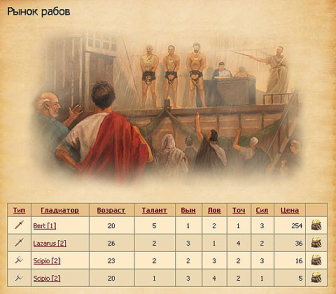 Рынок рабов
Тип Гладиатор Возраст Талант Вын Лов Точ Сил Цена
Bert [1] 20 5 1 2 1 3 254
Lazarus [2] 26 2 3 1 4 2 36
Scipio [2] 23 2 2 3 2 3 16
Scipio [2] 20 1 3 4 2 1 5